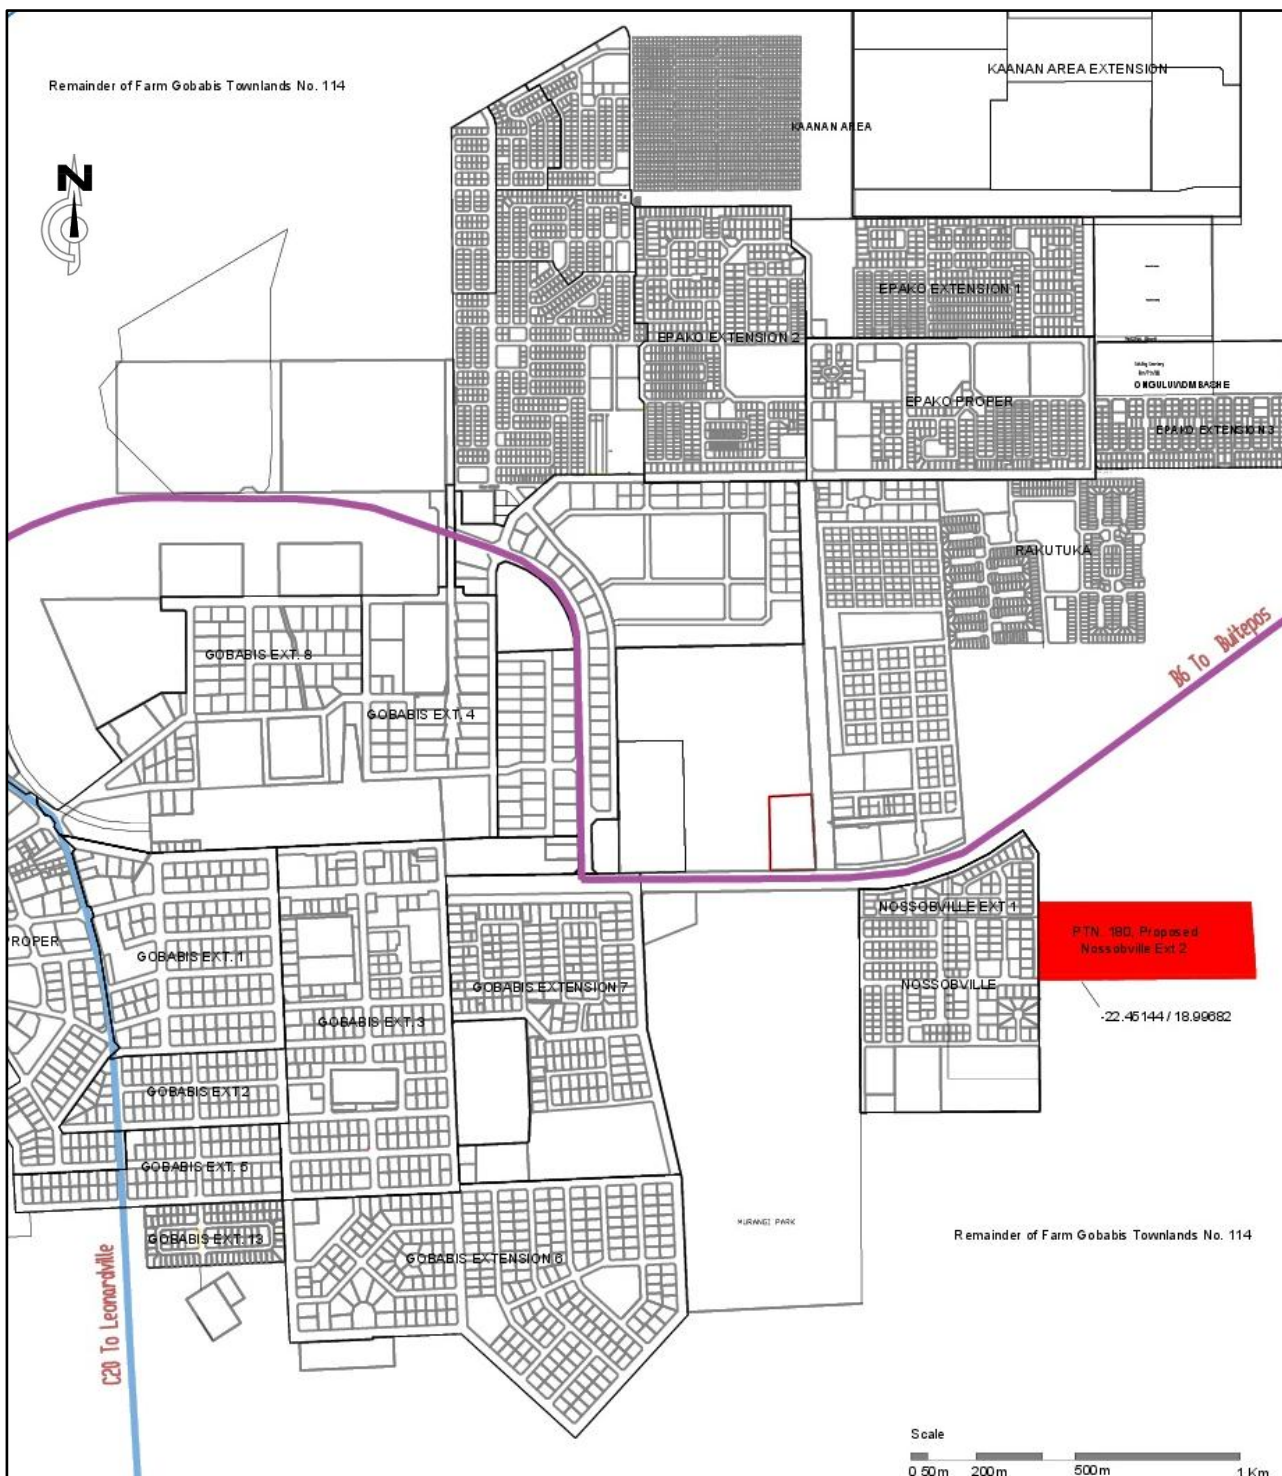 KAANAN AREA EXTENSION
Remainder of Farm Gobabis Townlands No. 114
KAANAN AREA
N
EPAKO EXTENSION 1
EPAKO EXTENSION 2
ONGULUMBASHE
EPAKO PROPER
EPAKO EXTENSION 3
RAKUTUKA
B6 To Buitepos
GOBABIS EXT. 8
GOBABIS EXT. 4
NOSSOBVILLE EXT 1
PTN. 180, Proposed
Nossobville Ext 2
PROPER
GOBABIS EXT. 1
GOBABIS EXTENSION 7
NOSSOBVILLE
-22.45144 / 18.99682
GOBABIS EXT. 3
GOBABIS EXT 2
GOBABIS EXT. 5
MURANGI PARK
Remainder of Farm Gobabis Townlands No. 114
GOBABIS EXT. 13
GOBABIS EXTENSION 6
C20 To Leonardville
Scale
0 50m 200m 500m 1 Km